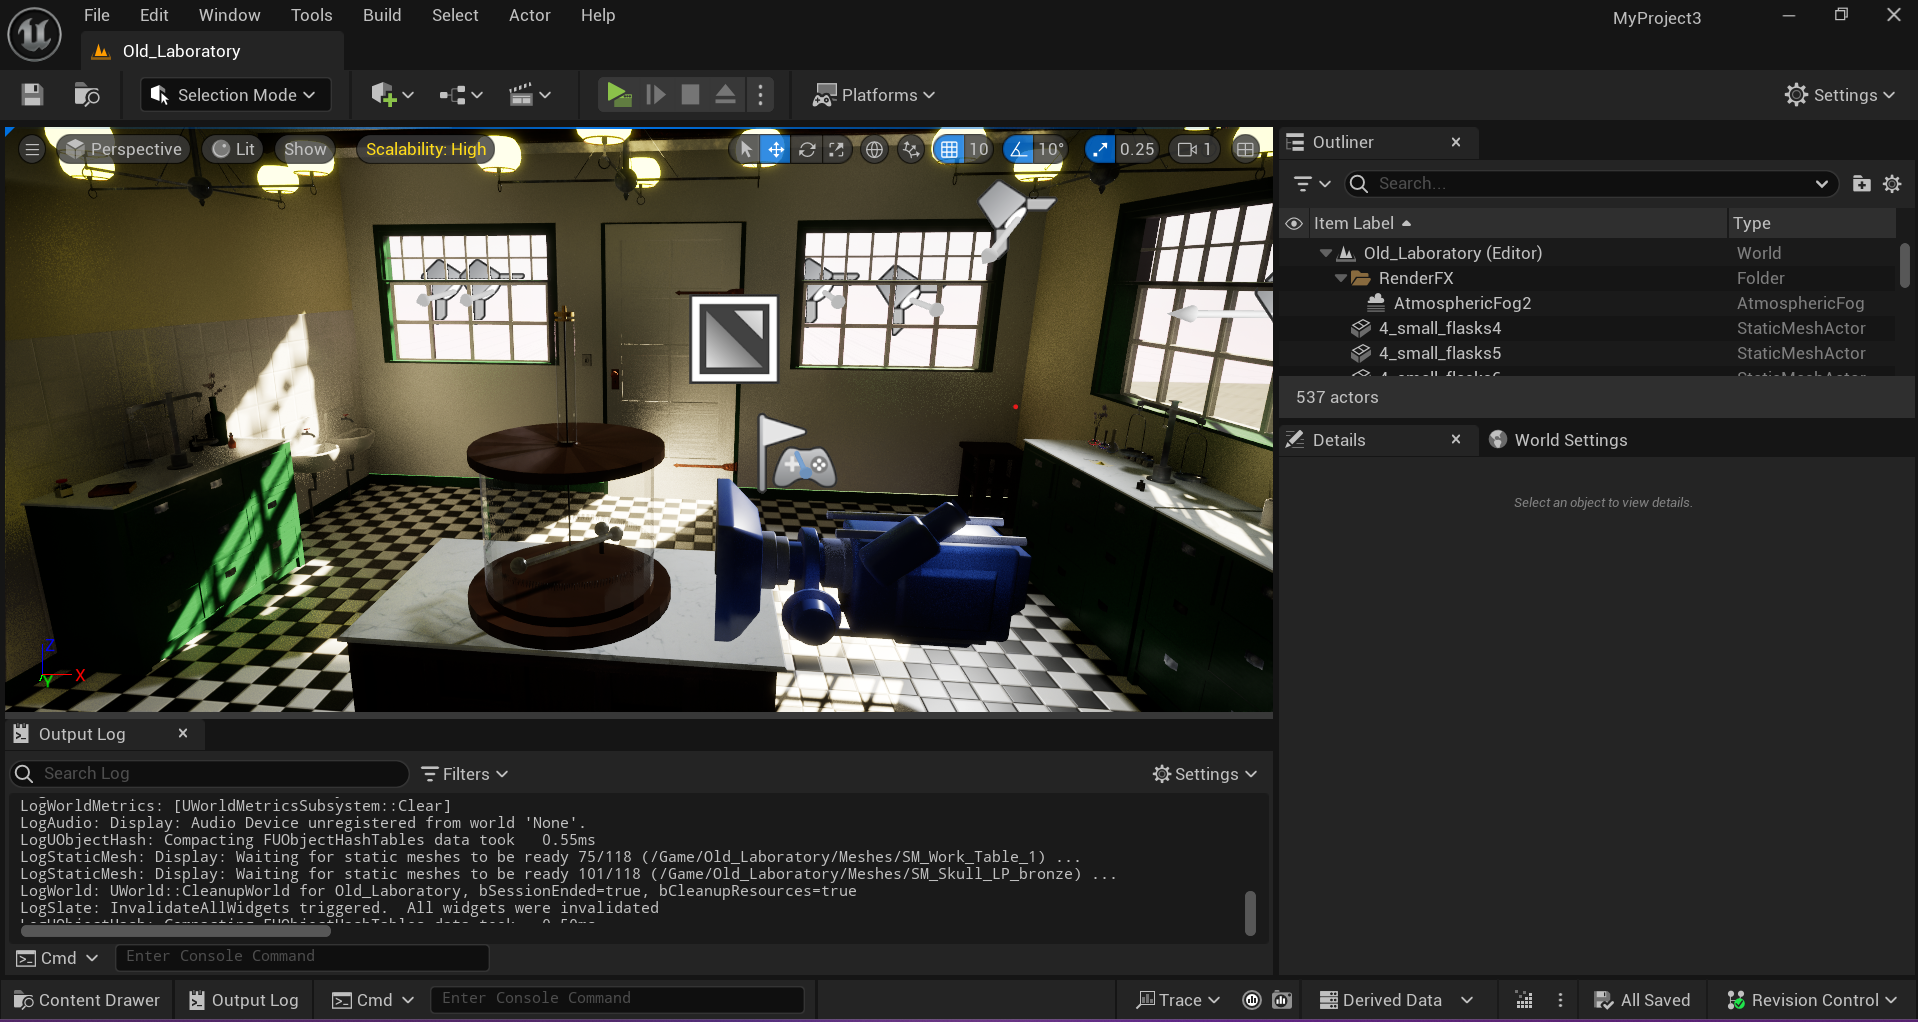 File Edit Window Tools Build Select Actor Help
MyProject3
Old_Laboratory
Selection Mode
Platforms
Settings
Perspective Lit Show Scalability: High
10 10° 0.25 1
Z
X
Y
Outliner
Search...
Item Label Type
Old_Laboratory (Editor) World
RenderFX Folder
AtmosphericFog2 AtmosphericFog
4_small_flasks4 StaticMeshActor
4_small_flasks5 StaticMeshActor
537 actors
Details World Settings
Select an object to view details.
Output Log
Search Log Filters Settings
LogWorldMetrics: [UWorldMetricsSubsystem::Clear]
LogAudio: Display: Audio Device unregistered from world 'None'.
LogUObjectHash: Compacting FUObjectHashTables data took   0.55ms
LogStaticMesh: Display: Waiting for static meshes to be ready 75/118 (/Game/Old_Laboratory/Meshes/SM_Work_Table_1) ...
LogStaticMesh: Display: Waiting for static meshes to be ready 101/118 (/Game/Old_Laboratory/Meshes/SM_Skull_LP_bronze) ...
LogWorld: UWorld::CleanupWorld for Old_Laboratory, bSessionEnded=true, bCleanupResources=true
LogSlate: InvalidateAllWidgets triggered.  All widgets were invalidated
Cmd Enter Console Command
Content Drawer Output Log Cmd Enter Console Command Trace Derived Data All Saved Revision Control